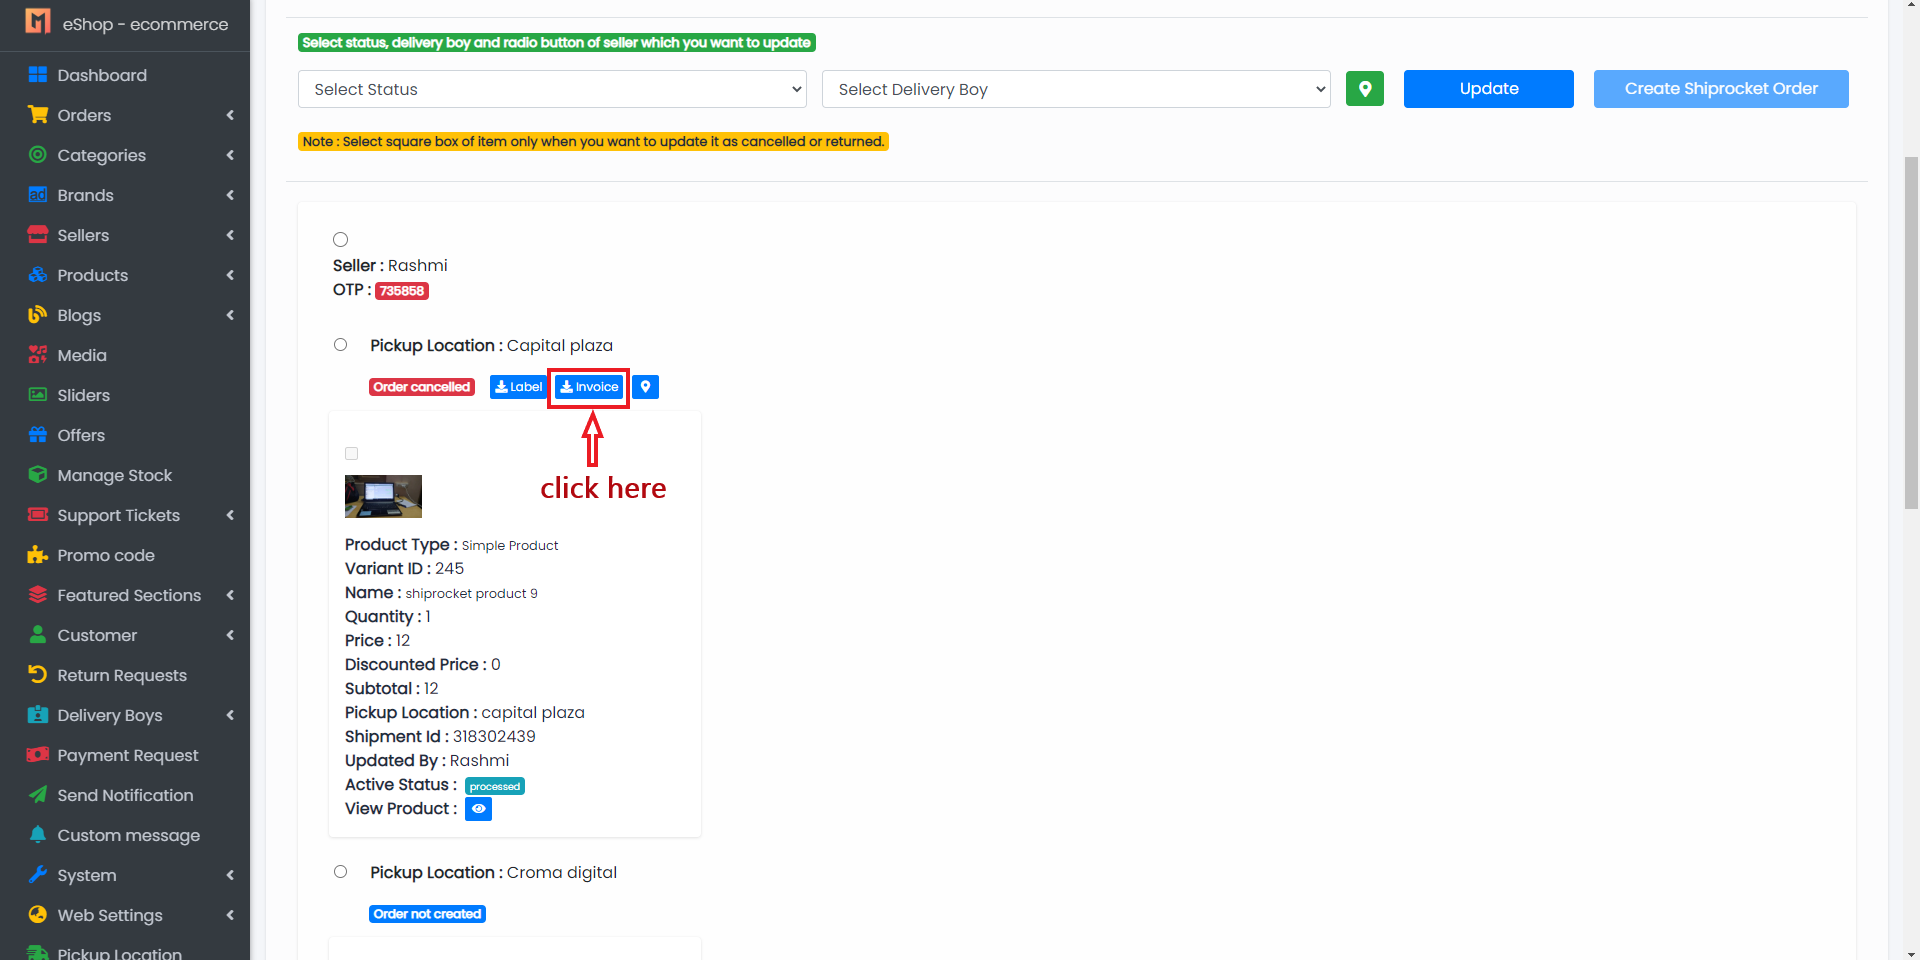 eShop - ecommerce
Dashboard
Orders
Categories
Brands
Sellers
Products
Blogs
Media
Sliders
Offers
Manage Stock
Support Tickets
Promo code
Featured Sections
Customer
Return Requests
Delivery Boys
Payment Request
Send Notification
Custom message
System
Web Settings
Pickup Location
Select status, delivery boy and radio button of seller which you want to update
Select Status
Select Delivery Boy
Update
Create Shiprocket Order
Note : Select square box of item only when you want to update it as cancelled or returned.
Seller : Rashmi
OTP : 735858
Pickup Location : Capital plaza
Order cancelled Label Invoice
click here
Product Type : Simple Product
Variant ID : 245
Name : shiprocket product 9
Quantity : 1
Price : 12
Discounted Price : 0
Subtotal : 12
Pickup Location : capital plaza
Shipment Id : 318302439
Updated By : Rashmi
Active Status : processed
View Product :
Pickup Location : Croma digital
Order not created